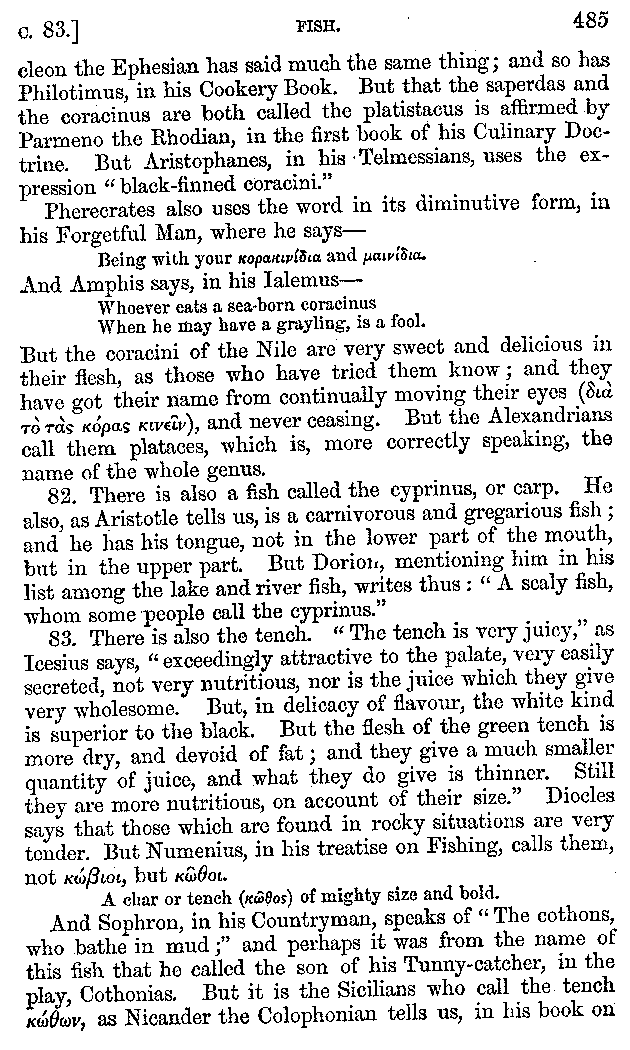 c. 83.] FISH. 485
cleon the Ephesian has said much the same thing; and so has
Philotimus, in his Cookery Book. But that the saperdas and
the coracinus are both called the platistacus is affirmed by
Parmeno the Rhodian, in the first book of his Culinary Doc-
trine. But Aristophanes, in his Telmessians, uses the ex-
pression “black-finned coracini.”
Pherecrates also uses the word in its diminutive form, in
his Forgetful Man, where he says—
Being with your κορακινίδια and μαινίδια.
And Amphis says, in his Ialemus—
Whoever eats a sea-born coracinus
When he may have a grayling, is a fool.
But the coracini of the Nile are very sweet and delicious in
their flesh, as those who have tried them know; and they
have got their name from continually moving their eyes (διὰ
τὸ τὰς κόρας κινεῖν), and never ceasing. But the Alexandrians
call them plataces, which is, more correctly speaking, the
name of the whole genus.
82. There is also a fish called the cyprinus, or carp. He
also, as Aristotle tells us, is a carnivorous and gregarious fish;
and he has his tongue, not in the lower part of the mouth,
but in the upper part. But Dorion, mentioning him in his
list among the lake and river fish, writes thus: “A scaly fish,
whom some people call the cyprinus.”
83. There is also the tench. “The tench is very juicy,” as
Icesius says, “exceedingly attractive to the palate, very easily
secreted, not very nutritious, nor is the juice which they give
very wholesome. But, in delicacy of flavour, the white kind
is superior to the black. But the flesh of the green tench is
more dry, and devoid of fat; and they give a much smaller
quantity of juice, and what they do give is thinner. Still
they are more nutritious, on account of their size.” Diocles
says that those which are found in rocky situations are very
tender. But Numenius, in his treatise on Fishing, calls them,
not κώβιοι, but κῶθοι.
A char or tench (κῶθος) of mighty size and bold.
And Sophron, in his Countryman, speaks of “The cothons,
who bathe in mud;” and perhaps it was from the name of
this fish that he called the son of his Tunny-catcher, in the
play, Cothonias. But it is the Sicilians who call the tench
κώθων, as Nicander the Colophonian tells us, in his book on